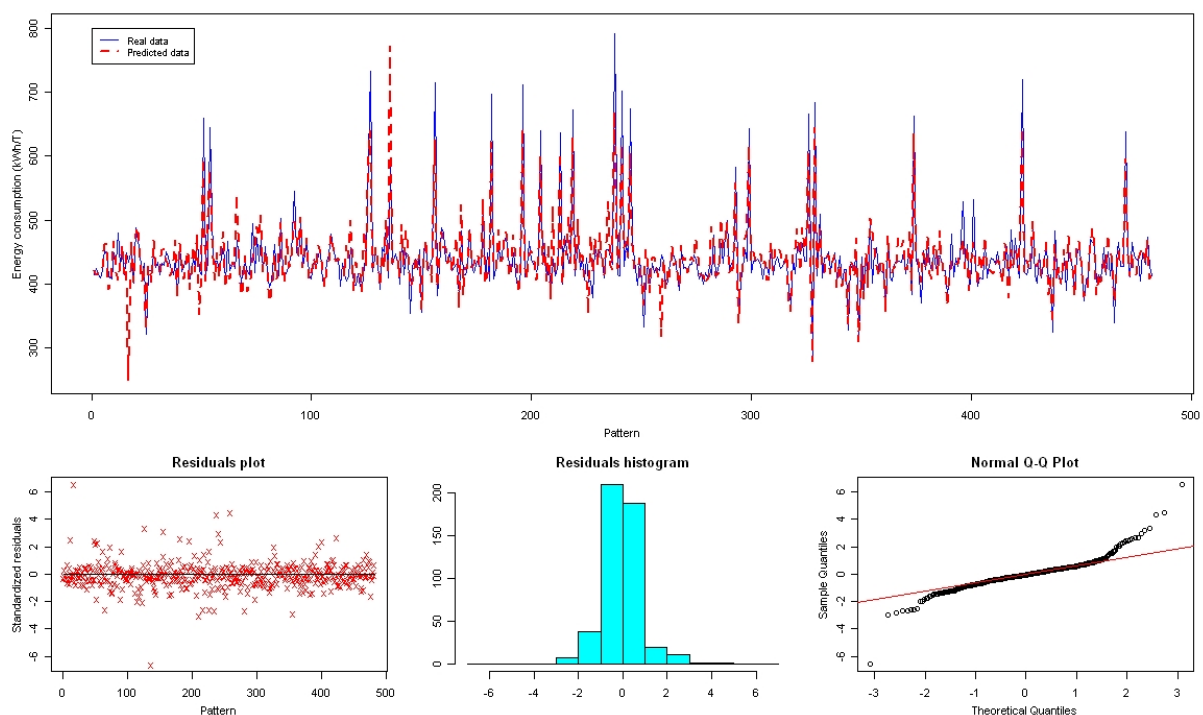 800
700
600
500
400
300
Energy consumption (kWh/T)
Real data
Predicted data
0 100 200 300 400 500
Pattern
Residuals plot
6
4
2
0
-2
-4
-6
Standardized residuals
0 100 200 300 400 500
Pattern
Residuals histogram
200
150
100
50
0
-6 -4 -2 0 2 4 6
Normal Q-Q Plot
6
4
2
0
-2
-4
-6
Sample Quantiles
-3 -2 -1 0 1 2 3
Theoretical Quantiles